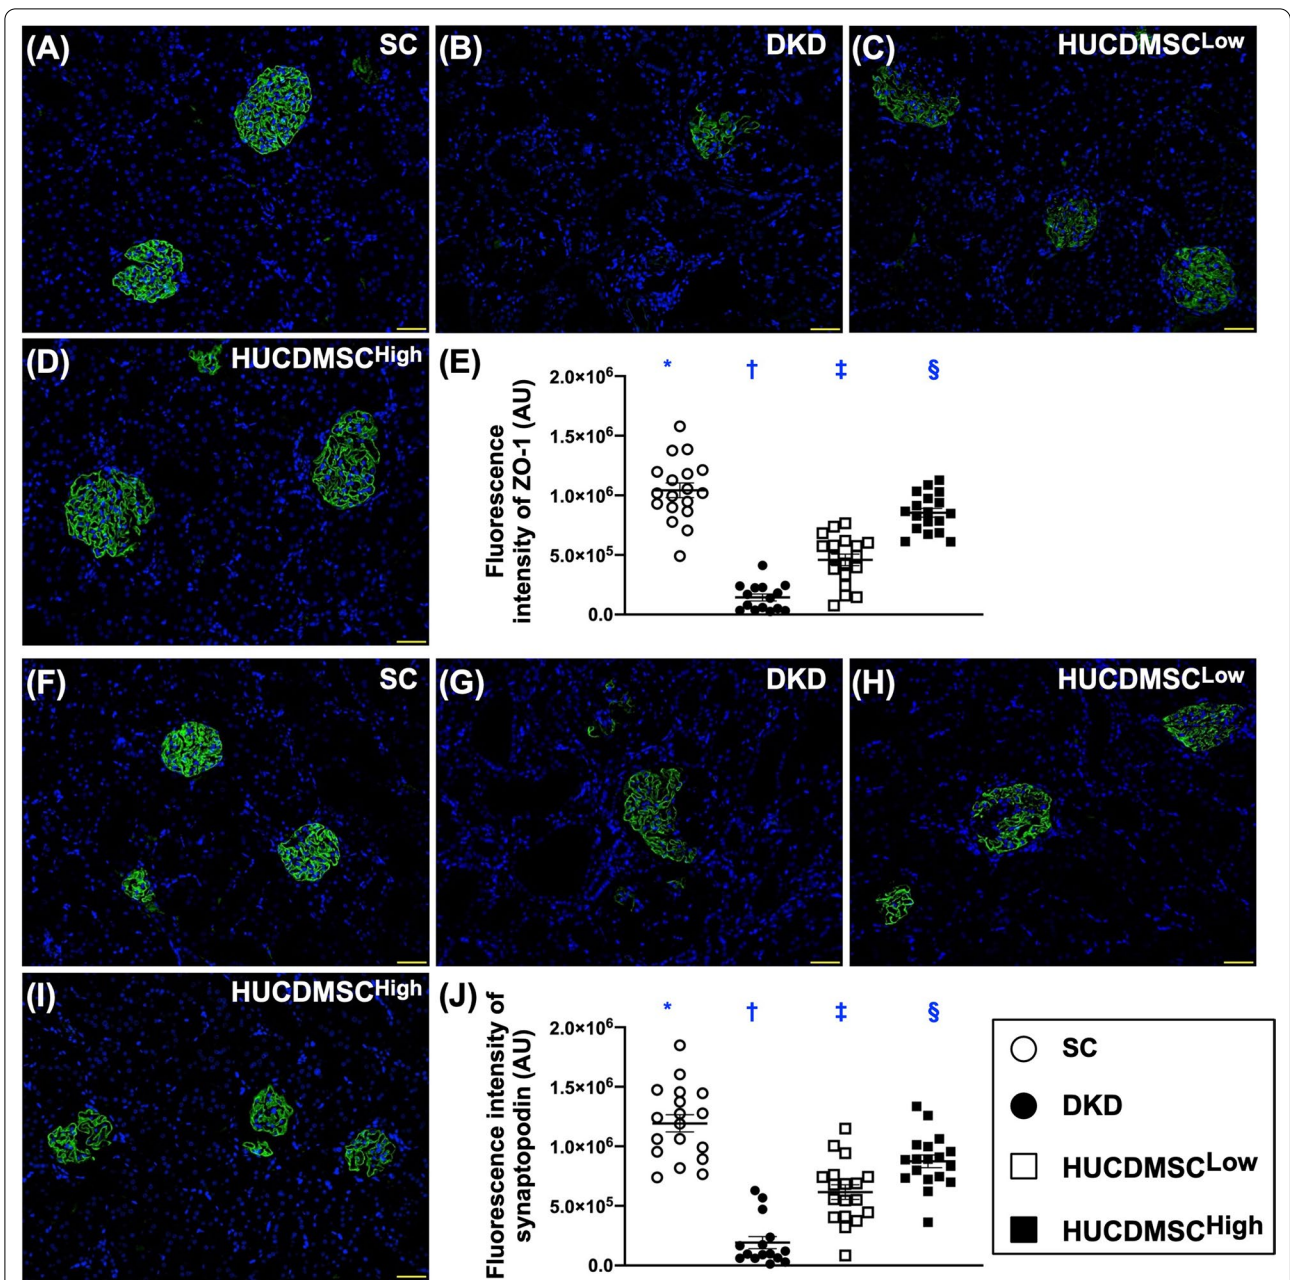 (A) SC
(B) DKD
(C) HUCDMSCLow
(D) HUCDMSCHigh
(E)
* † ‡ §
Fluorescence
intensity of ZO-1 (AU)
2.0×10⁶
1.5×10⁶
1.0×10⁶
5.0×10⁵
0.0
(F) SC
(G) DKD
(H) HUCDMSCLow
(I) HUCDMSCHigh
(J)
* † ‡ §
Fluorescence intensity of
synaptopodin (AU)
2.0×10⁶
1.5×10⁶
1.0×10⁶
5.0×10⁵
0.0
SC
DKD
HUCDMSCLow
HUCDMSCHigh